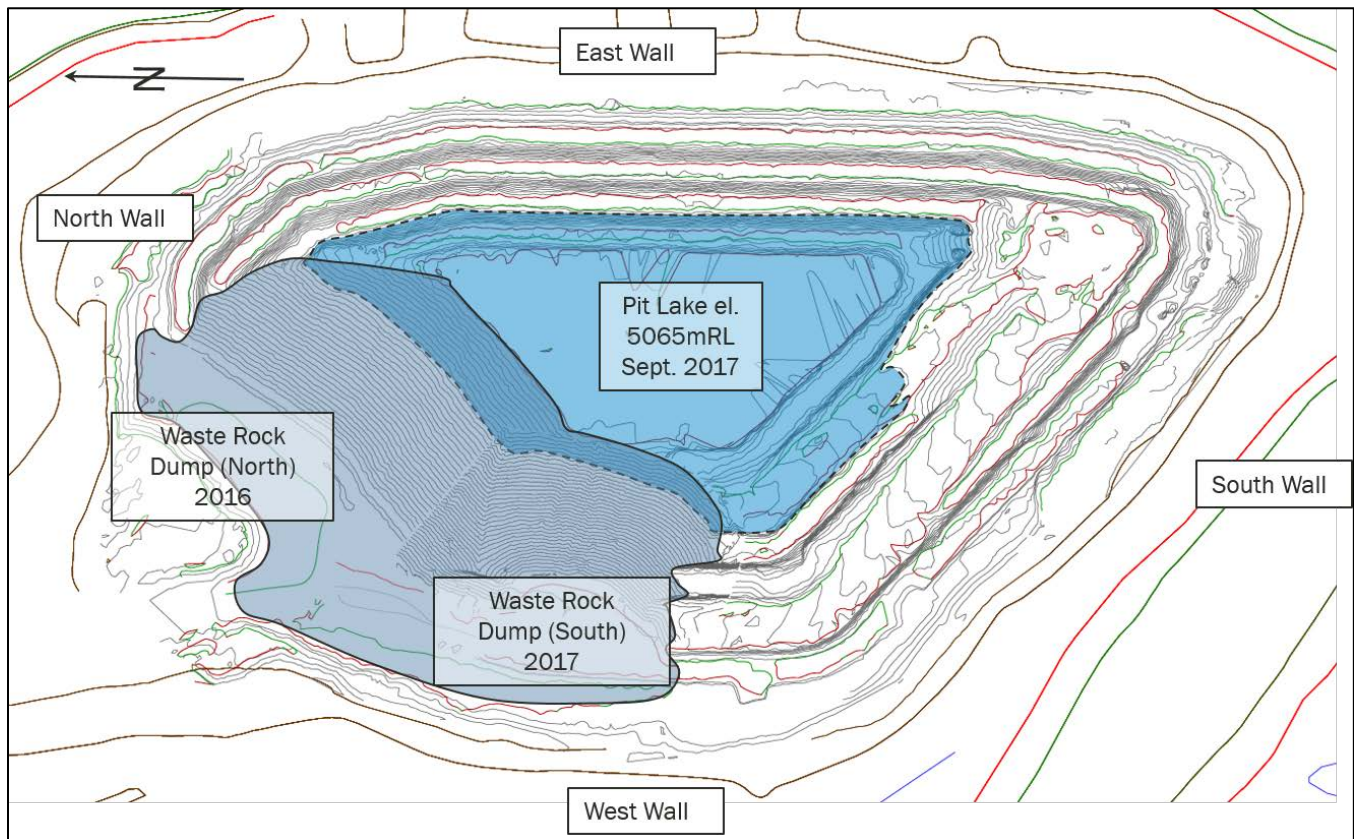 East Wall
N
North Wall
Pit Lake el.
5065mRL
Sept. 2017
Waste Rock
Dump (North)
2016
South Wall
Waste Rock
Dump (South)
2017
West Wall